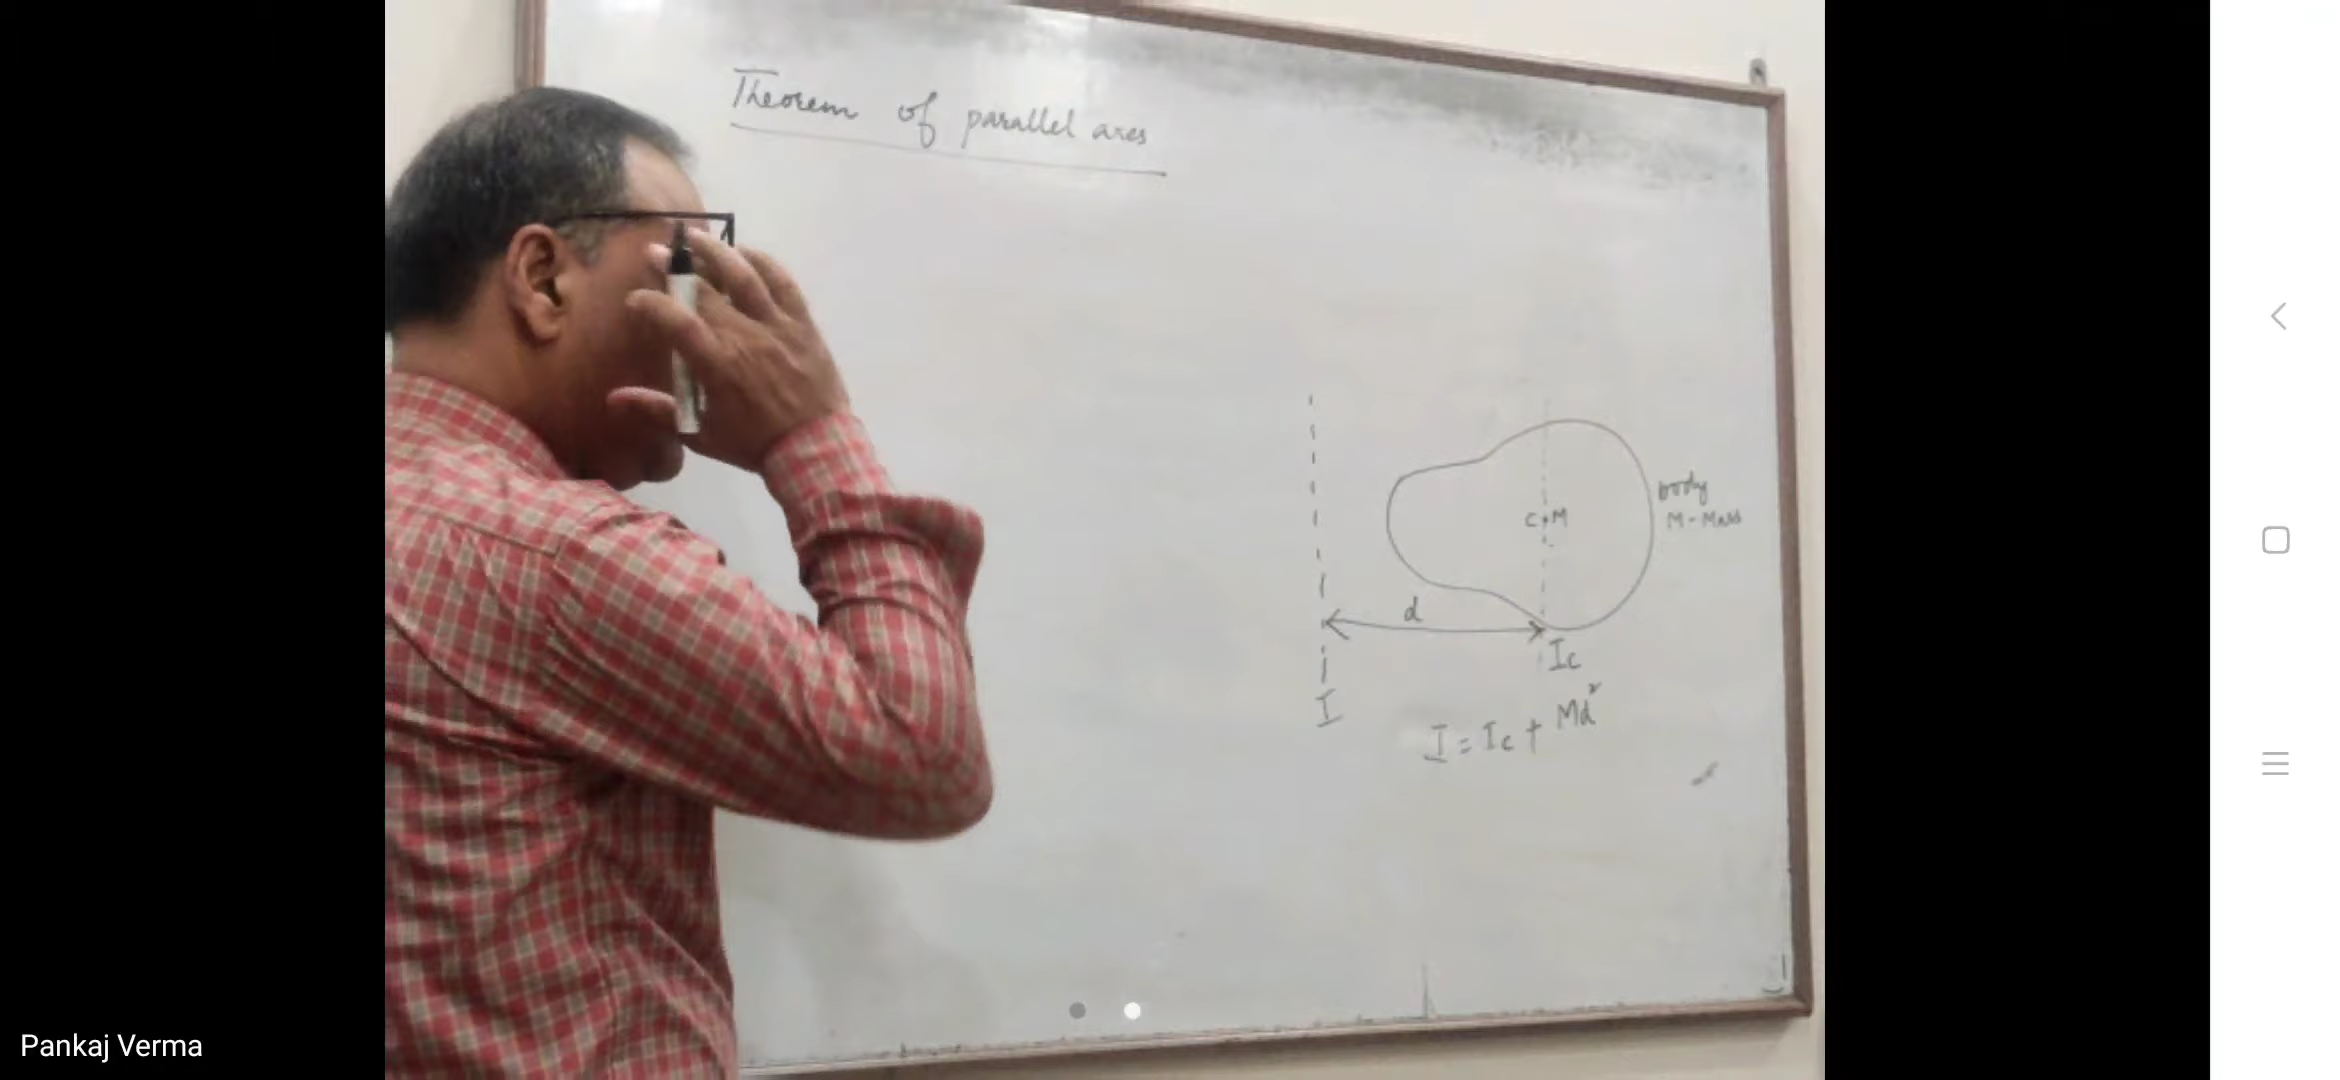 Theorem of parallel axes
body
C.M
M - Mass
d
Ic
I
I = Ic + Md²
Pankaj Verma